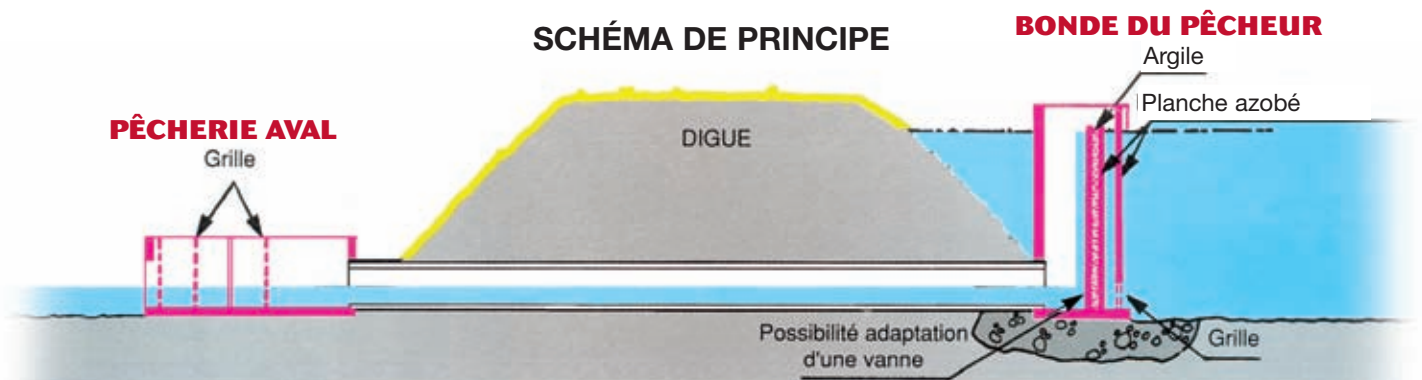 SCHÉMA DE PRINCIPE
BONDE DU PÊCHEUR
Argile
Planche azobé
PÊCHERIE AVAL
Grille
DIGUE
Possibilité adaptation
d'une vanne
Grille